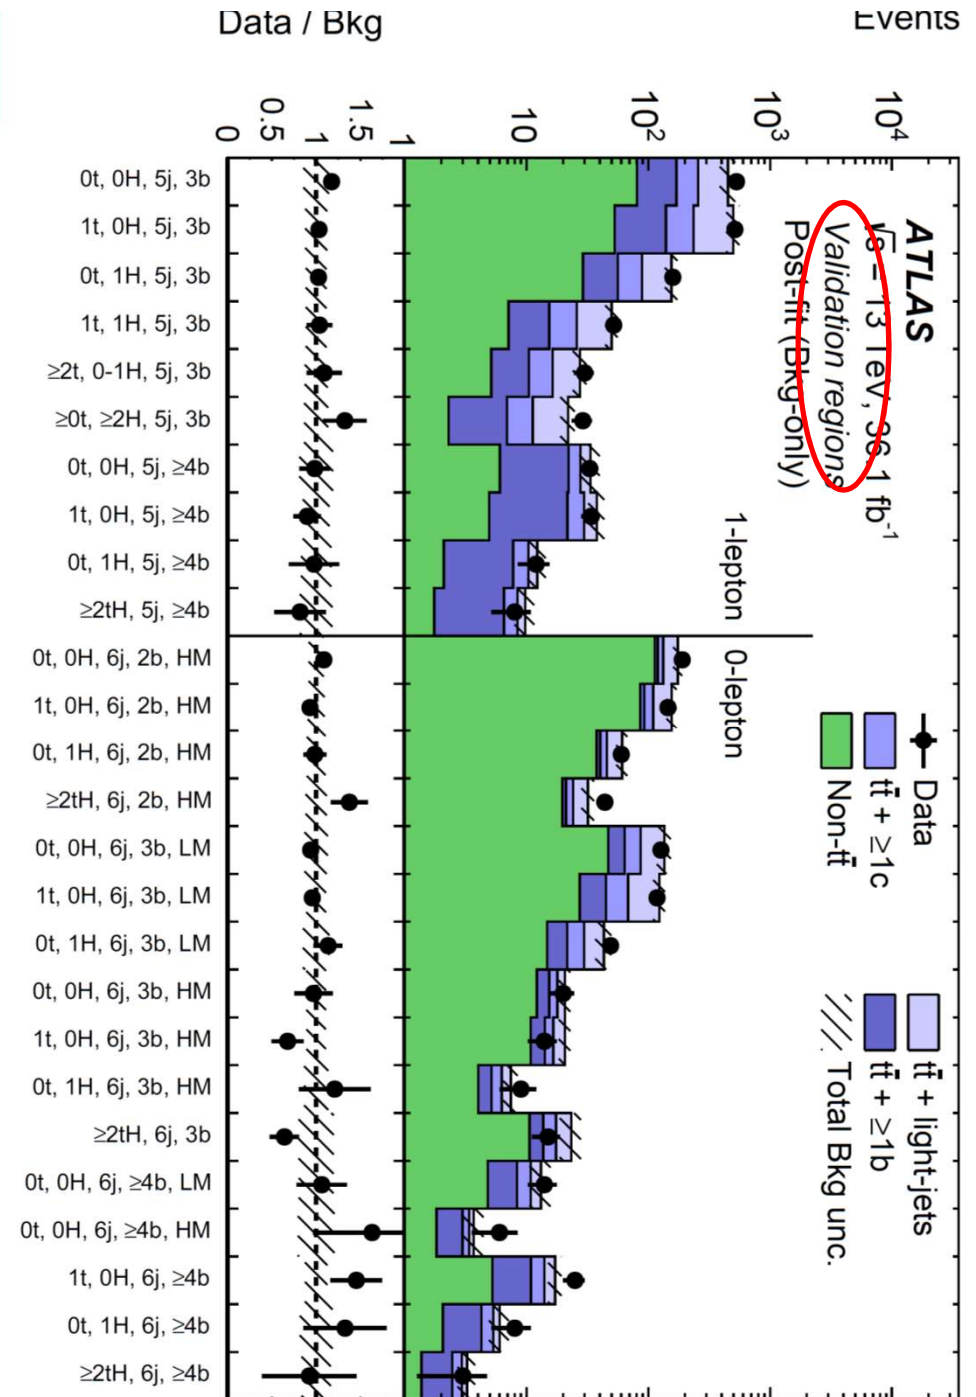 Data / Bkg
Events
0
0.5
1
1.5
1
10
10²
10³
10⁴
ATLAS
√s = 13 TeV, 36.1 fb⁻¹
Validation regions
Post-fit (Bkg-only)
1-lepton
0-lepton
Data
tt̄ + ≥1c
Non-tt̄
tt̄ + light-jets
tt̄ + ≥1b
Total Bkg unc.
0t, 0H, 5j, 3b
1t, 0H, 5j, 3b
0t, 1H, 5j, 3b
1t, 1H, 5j, 3b
≥2t, 0-1H, 5j, 3b
≥0t, ≥2H, 5j, 3b
0t, 0H, 5j, ≥4b
1t, 0H, 5j, ≥4b
0t, 1H, 5j, ≥4b
≥2tH, 5j, ≥4b
0t, 0H, 6j, 2b, HM
1t, 0H, 6j, 2b, HM
0t, 1H, 6j, 2b, HM
≥2tH, 6j, 2b, HM
0t, 0H, 6j, 3b, LM
1t, 0H, 6j, 3b, LM
0t, 1H, 6j, 3b, LM
0t, 0H, 6j, 3b, HM
1t, 0H, 6j, 3b, HM
0t, 1H, 6j, 3b, HM
≥2tH, 6j, 3b
0t, 0H, 6j, ≥4b, LM
0t, 0H, 6j, ≥4b, HM
1t, 0H, 6j, ≥4b
0t, 1H, 6j, ≥4b
≥2tH, 6j, ≥4b